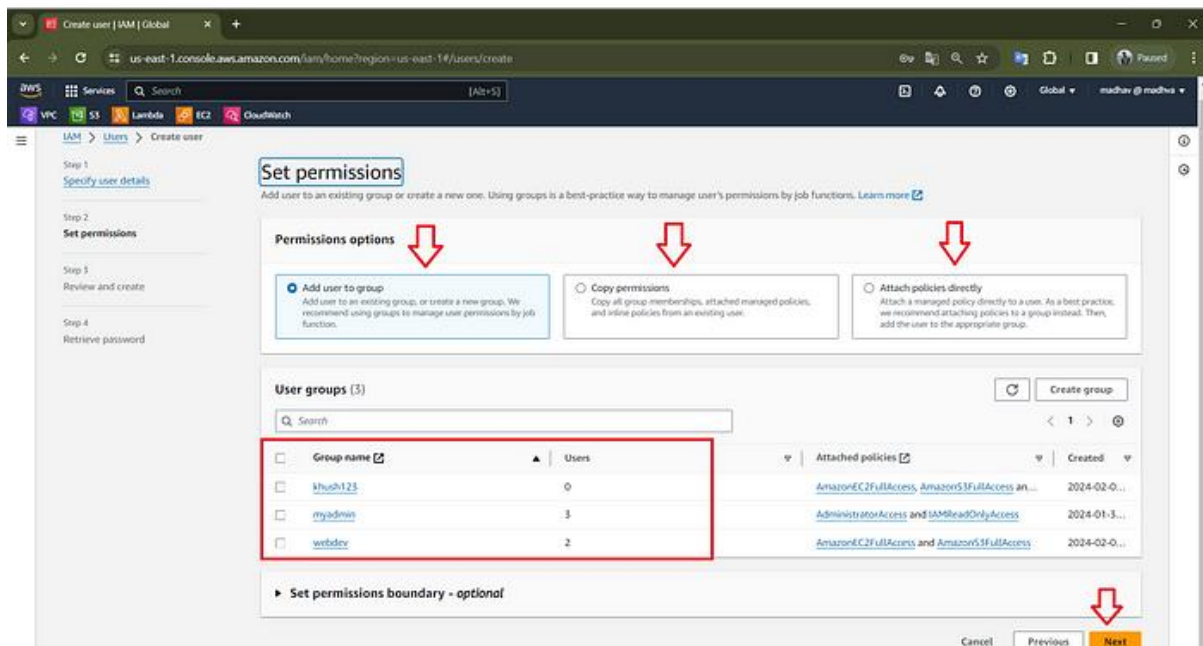 Create user | IAM | Global
us-east-1.console.aws.amazon.com/iam/home?region=us-east-1#/users/create
Paused
aws
Services
Search
[Alt+S]
Global
madhav @ madhva
VPC
S3
Lambda
EC2
CloudWatch
IAM > Users > Create user
Step 1
Specify user details
Step 2
Set permissions
Step 3
Review and create
Step 4
Retrieve password
Set permissions
Add user to an existing group or create a new one. Using groups is a best-practice way to manage user's permissions by job functions. Learn more
Permissions options
Add user to group
Add user to an existing group, or create a new group. We
recommend using groups to manage user permissions by job
function.
Copy permissions
Copy all group memberships, attached managed policies,
and inline policies from an existing user.
Attach policies directly
Attach a managed policy directly to a user. As a best practice,
we recommend attaching policies to a group instead. Then,
add the user to the appropriate group.
User groups (3)
Create group
Search
< 1 >
Group name
Users
Attached policies
Created
khush123
0
AmazonEC2FullAccess, AmazonS3FullAccess an...
2024-02-0...
myadmin
3
AdministratorAccess and IAMReadOnlyAccess
2024-01-3...
webdev
2
AmazonEC2FullAccess and AmazonS3FullAccess
2024-02-0...
Set permissions boundary - optional
Cancel
Previous
Next